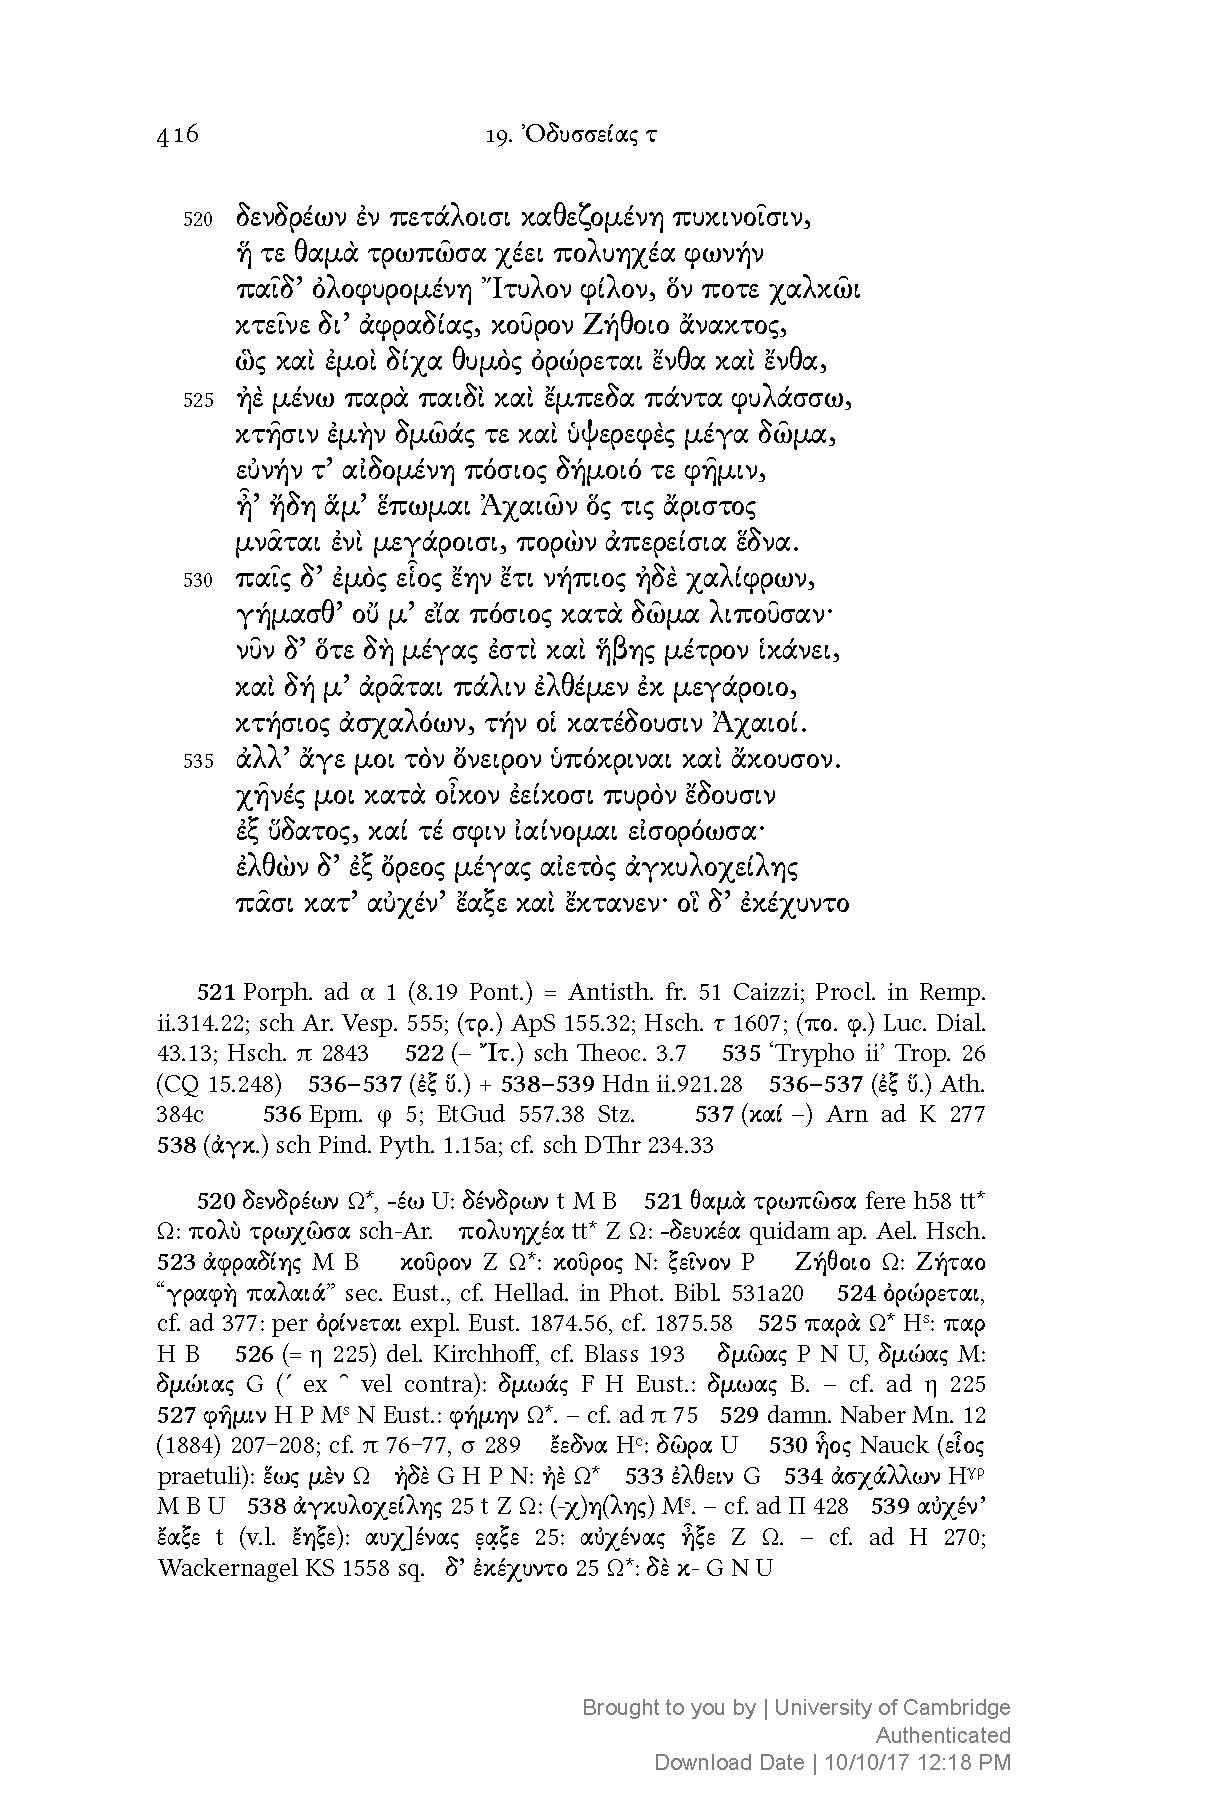 416 19. Ὀδυσσείας τ
520 δενδρέων ἐν πετάλοισι καθεζομένη πυκινοῖσιν,
ἥ τε θαμὰ τρωπῶσα χέει πολυηχέα φωνήν
παῖδ’ ὀλοφυρομένη Ἴτυλον φίλον, ὅν ποτε χαλκῶι
κτεῖνε δι’ ἀφραδίας, κοῦρον Ζήθοιο ἄνακτος,
ὣς καὶ ἐμοὶ δίχα θυμὸς ὀρώρεται ἔνθα καὶ ἔνθα,
525 ἠὲ μένω παρὰ παιδὶ καὶ ἔμπεδα πάντα φυλάσσω,
κτῆσιν ἐμὴν δμῶάς τε καὶ ὑψερεφὲς μέγα δῶμα,
εὐνήν τ’ αἰδομένη πόσιος δήμοιό τε φῆμιν,
ἦ’ ἤδη ἅμ’ ἕπωμαι Ἀχαιῶν ὅς τις ἄριστος
μνᾶται ἐνὶ μεγάροισι, πορὼν ἀπερείσια ἕδνα.
530 παῖς δ’ ἐμὸς εἷος ἔην ἔτι νήπιος ἠδὲ χαλίφρων,
γήμασθ’ οὔ μ’ εἴα πόσιος κατὰ δῶμα λιποῦσαν·
νῦν δ’ ὅτε δὴ μέγας ἐστὶ καὶ ἥβης μέτρον ἱκάνει,
καὶ δή μ’ ἀρᾶται πάλιν ἐλθέμεν ἐκ μεγάροιο,
κτήσιος ἀσχαλόων, τήν οἱ κατέδουσιν Ἀχαιοί.
535 ἀλλ’ ἄγε μοι τὸν ὄνειρον ὑπόκριναι καὶ ἄκουσον.
χῆνές μοι κατὰ οἶκον ἐείκοσι πυρὸν ἔδουσιν
ἐξ ὕδατος, καί τέ σφιν ἰαίνομαι εἰσορόωσα·
ἐλθὼν δ’ ἐξ ὄρεος μέγας αἰετὸς ἀγκυλοχείλης
πᾶσι κατ’ αὐχέν’ ἔαξε καὶ ἔκτανεν· οἳ δ’ ἐκέχυντο
521 Porph. ad α 1 (8.19 Pont.) = Antisth. fr. 51 Caizzi; Procl. in Remp.
ii.314.22; sch Ar. Vesp. 555; (τρ.) ApS 155.32; Hsch. τ 1607; (πο. φ.) Luc. Dial.
43.13; Hsch. π 2843 522 (– Ἴτ.) sch Theoc. 3.7 535 ‘Trypho ii’ Trop. 26
(CQ 15.248) 536–537 (ἐξ ὕ.) + 538–539 Hdn ii.921.28 536–537 (ἐξ ὕ.) Ath.
384c 536 Epm. φ 5; EtGud 557.38 Stz. 537 (καί –) Arn ad K 277
538 (ἀγκ.) sch Pind. Pyth. 1.15a; cf. sch DThr 234.33
520 δενδρέων Ω*, -έω U: δένδρων t M B 521 θαμὰ τρωπῶσα fere h58 tt*
Ω: πολὺ τρωχῶσα sch-Ar. πολυηχέα tt* Z Ω: -δευκέα quidam ap. Ael. Hsch.
523 ἀφραδίης M B κοῦρον Z Ω*: κοῦρος N: ξεῖνον P Ζήθοιο Ω: Ζήταο
“γραφὴ παλαιά” sec. Eust., cf. Hellad. in Phot. Bibl. 531a20 524 ὀρώρεται,
cf. ad 377: per ὀρίνεται expl. Eust. 1874.56, cf. 1875.58 525 παρὰ Ω* Hˢ: παρ
H B 526 (= η 225) del. Kirchhoff, cf. Blass 193 δμῶας P N U, δμώας M:
δμώιας G (´ ex ῀ vel contra): δμωάς F H Eust.: δμωας B. – cf. ad η 225
527 φῆμιν H P Mˢ N Eust.: φήμην Ω*. – cf. ad π 75 529 damn. Naber Mn. 12
(1884) 207–208; cf. π 76–77, σ 289 ἔεδνα Hᶜ: δῶρα U 530 ἧος Nauck (εἷος
praetuli): ἕως μὲν Ω ἠδὲ G H P N: ἠὲ Ω* 533 ἐλθειν G 534 ἀσχάλλων Hᵞᵖ
M B U 538 ἀγκυλοχείλης 25 t Z Ω: (-χ)η(λης) Mˢ. – cf. ad Π 428 539 αὐχέν’
ἔαξε t (v.l. ἔηξε): αυχ]ένας ε̣α̣ξε 25: αὐχένας ἦξε Z Ω. – cf. ad H 270;
Wackernagel KS 1558 sq. δ’ ἐκέχυντο 25 Ω*: δὲ κ- G N U
Brought to you by | University of Cambridge
Authenticated
Download Date | 10/10/17 12:18 PM